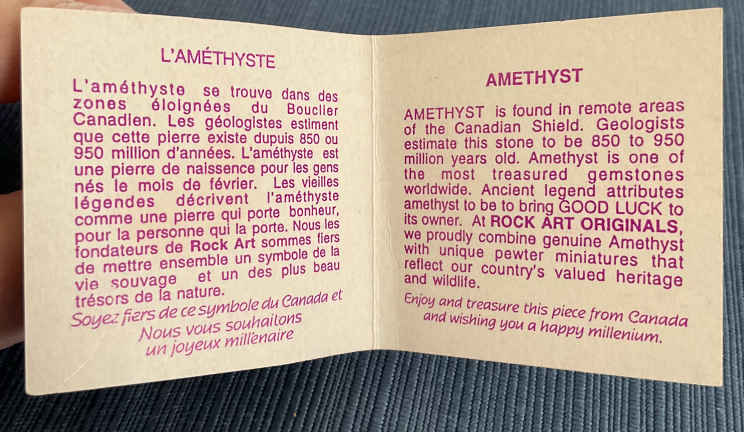 L'AMÉTHYSTE
L'améthyste se trouve dans des
zones éloignées du Bouclier
Canadien. Les géologistes estiment
que cette pierre existe dupuis 850 ou
950 million d'années. L'améthyste est
une pierre de naissence pour les gens
nés le mois de février. Les vieilles
légendes décrivent l'améthyste
comme une pierre qui porte bonheur,
pour la personne qui la porte. Nous les
fondateurs de Rock Art sommes fiers
de mettre ensemble un symbole de la
vie souvage et un des plus beau
trésors de la nature.
Soyez fiers de ce symbole du Canada et
Nous vous souhaitons
un joyeux millénaire
AMETHYST
AMETHYST is found in remote areas
of the Canadian Shield. Geologists
estimate this stone to be 850 to 950
million years old. Amethyst is one of
the most treasured gemstones
worldwide. Ancient legend attributes
amethyst to be to bring GOOD LUCK to
its owner. At ROCK ART ORIGINALS,
we proudly combine genuine Amethyst
with unique pewter miniatures that
reflect our country's valued heritage
and wildlife.
Enjoy and treasure this piece from Canada
and wishing you a happy millenium.